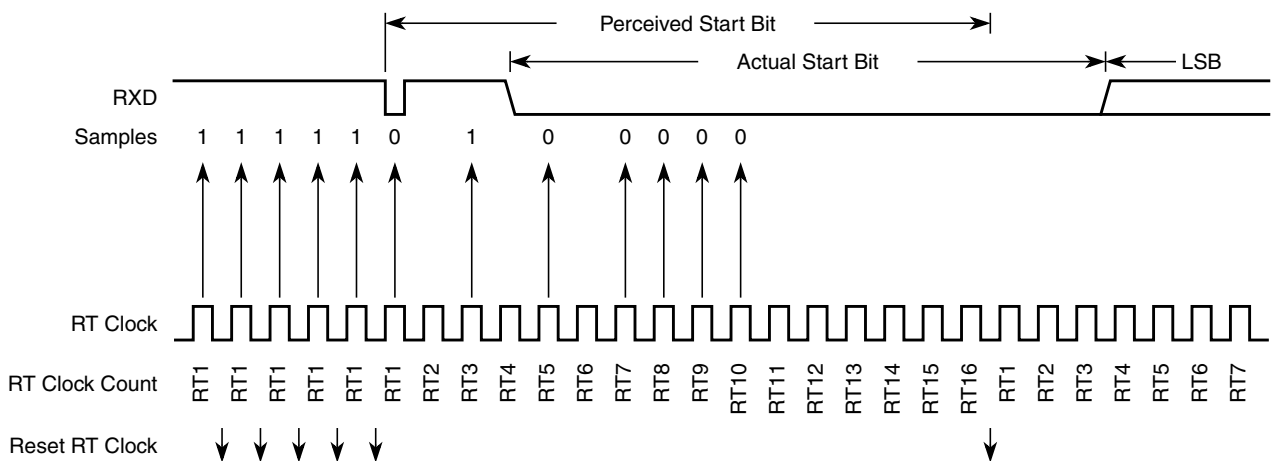 Perceived Start Bit
Actual Start Bit LSB
RXD
Samples 1 1 1 1 1 0 1 0 0 0 0 0
RT Clock
RT Clock Count RT1 RT1 RT1 RT1 RT1 RT1 RT2 RT3 RT4 RT5 RT6 RT7 RT8 RT9 RT10 RT11 RT12 RT13 RT14 RT15 RT16 RT1 RT2 RT3 RT4 RT5 RT6 RT7
Reset RT Clock